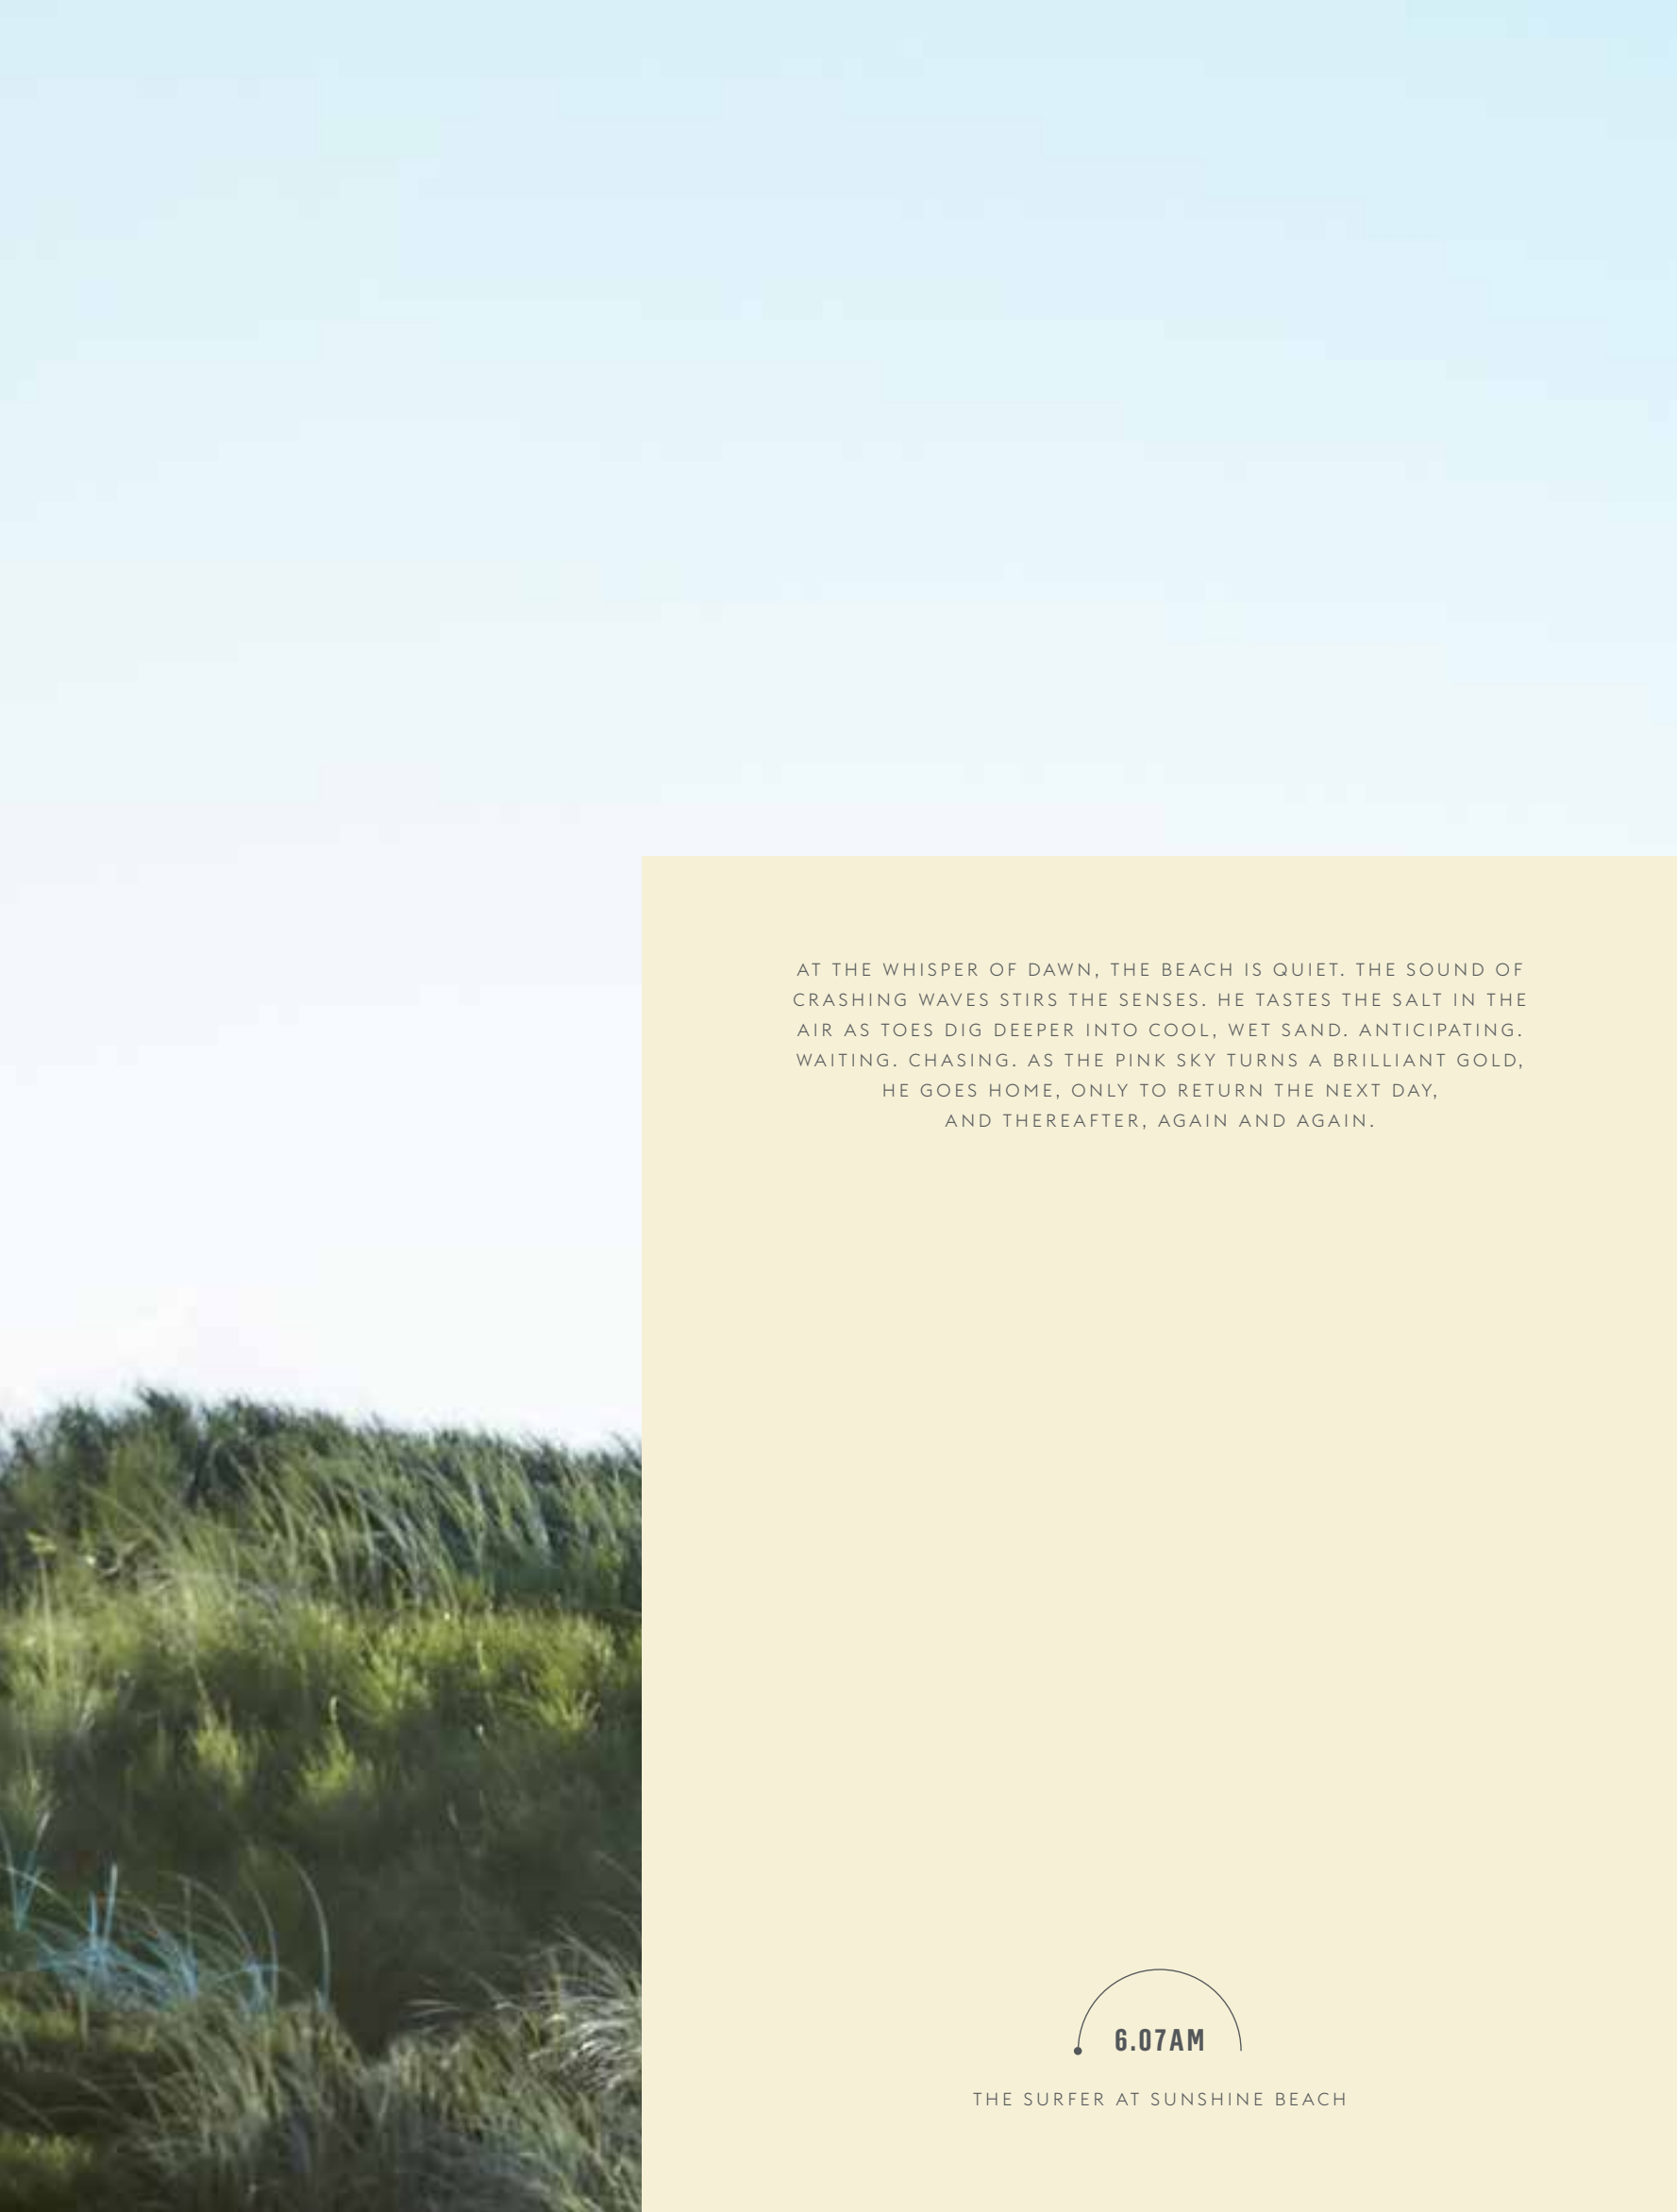 AT THE WHISPER OF DAWN, THE BEACH IS QUIET. THE SOUND OF
CRASHING WAVES STIRS THE SENSES. HE TASTES THE SALT IN THE
AIR AS TOES DIG DEEPER INTO COOL, WET SAND. ANTICIPATING.
WAITING. CHASING. AS THE PINK SKY TURNS A BRILLIANT GOLD,
HE GOES HOME, ONLY TO RETURN THE NEXT DAY,
AND THEREAFTER, AGAIN AND AGAIN.
6.07AM
THE SURFER AT SUNSHINE BEACH